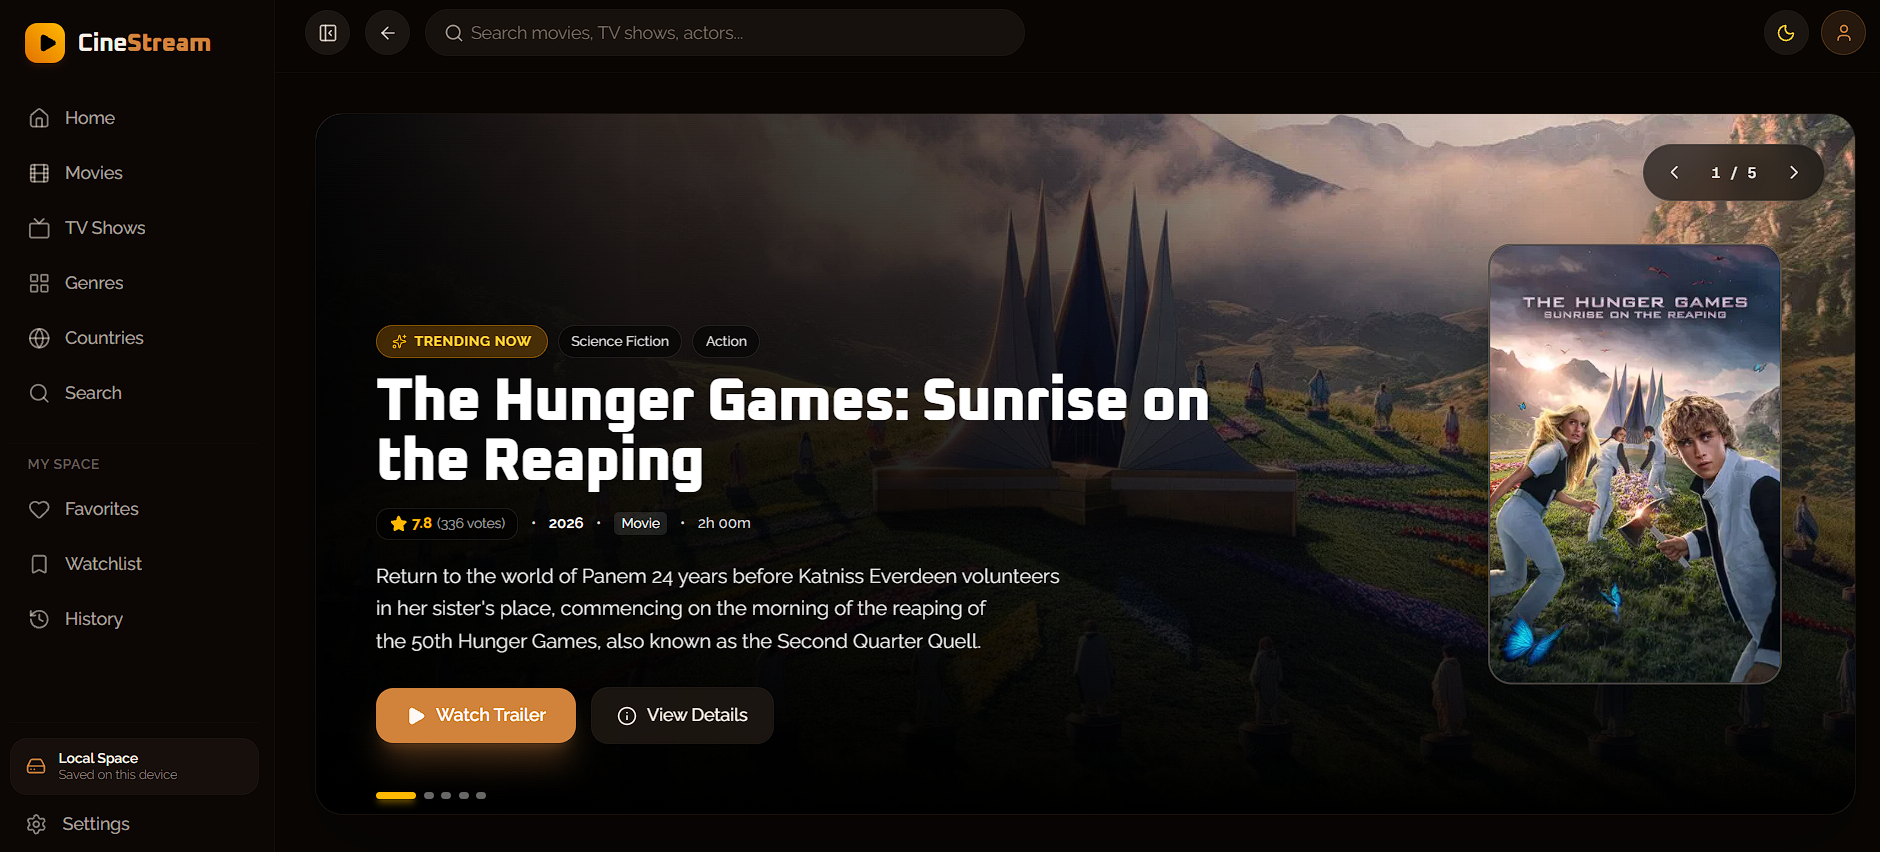 CineStream
Search movies, TV shows, actors...
Home
Movies
TV Shows
Genres
Countries
Search
MY SPACE
Favorites
Watchlist
History
Local Space
Saved on this device
Settings
1 / 5
TRENDING NOW
Science Fiction
Action
The Hunger Games: Sunrise on
the Reaping
7.8 (336 votes) • 2026 • Movie • 2h 00m
Return to the world of Panem 24 years before Katniss Everdeen volunteers
in her sister's place, commencing on the morning of the reaping of
the 50th Hunger Games, also known as the Second Quarter Quell.
Watch Trailer
View Details
THE HUNGER GAMES
SUNRISE ON THE REAPING